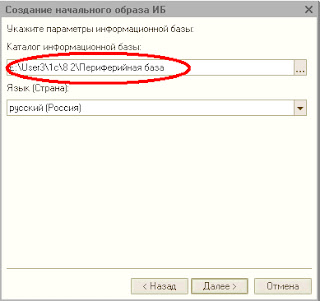 Создание начального образа ИБ
Укажите параметры информационной базы:
Каталог информационной базы:
:\User3\1c\8 2\Периферийная база
...
Язык (Страна)
русский (Россия)
< Назад
Далее >
Отмена